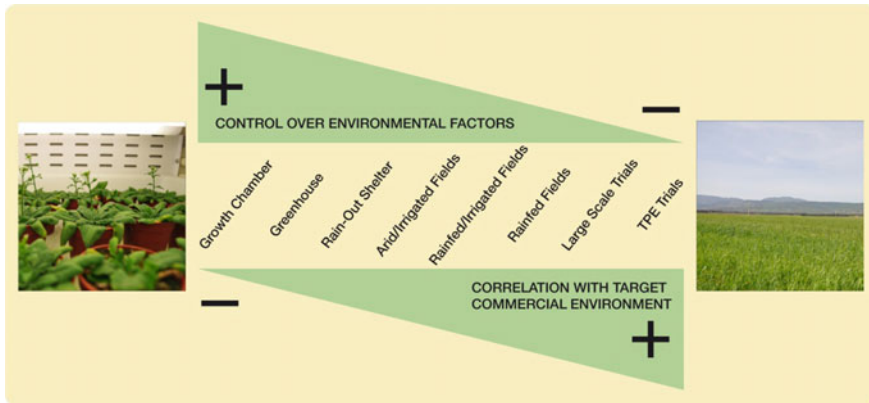 +
−
CONTROL OVER ENVIRONMENTAL FACTORS
Growth Chamber
Greenhouse
Rain-Out Shelter
Arid/Irrigated Fields
Rainfed/Irrigated Fields
Rainfed Fields
Large Scale Trials
TPE Trials
CORRELATION WITH TARGET
COMMERCIAL ENVIRONMENT
−
+